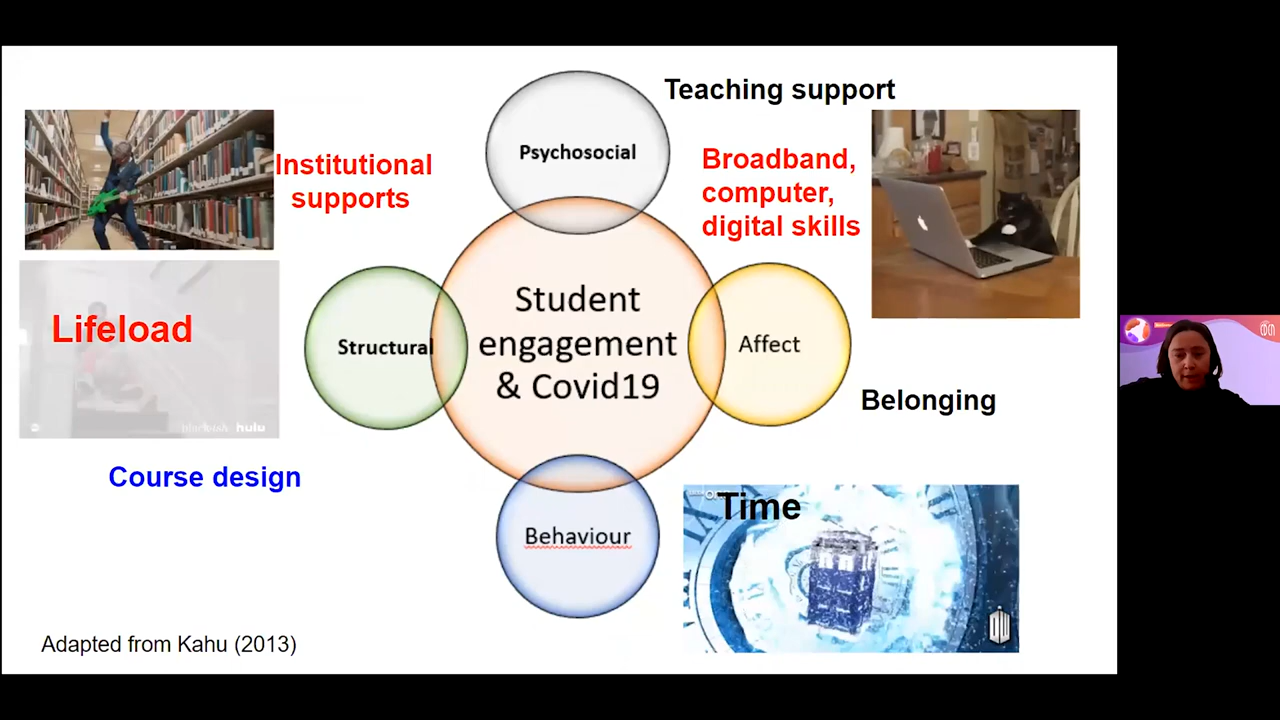 Teaching support
Psychosocial
Institutional
supports
Broadband,
computer,
digital skills
Lifeload
Structural
Student
engagement
& Covid19
Affect
Belonging
hulu
Course design
Behaviour
Time
DW
Adapted from Kahu (2013)